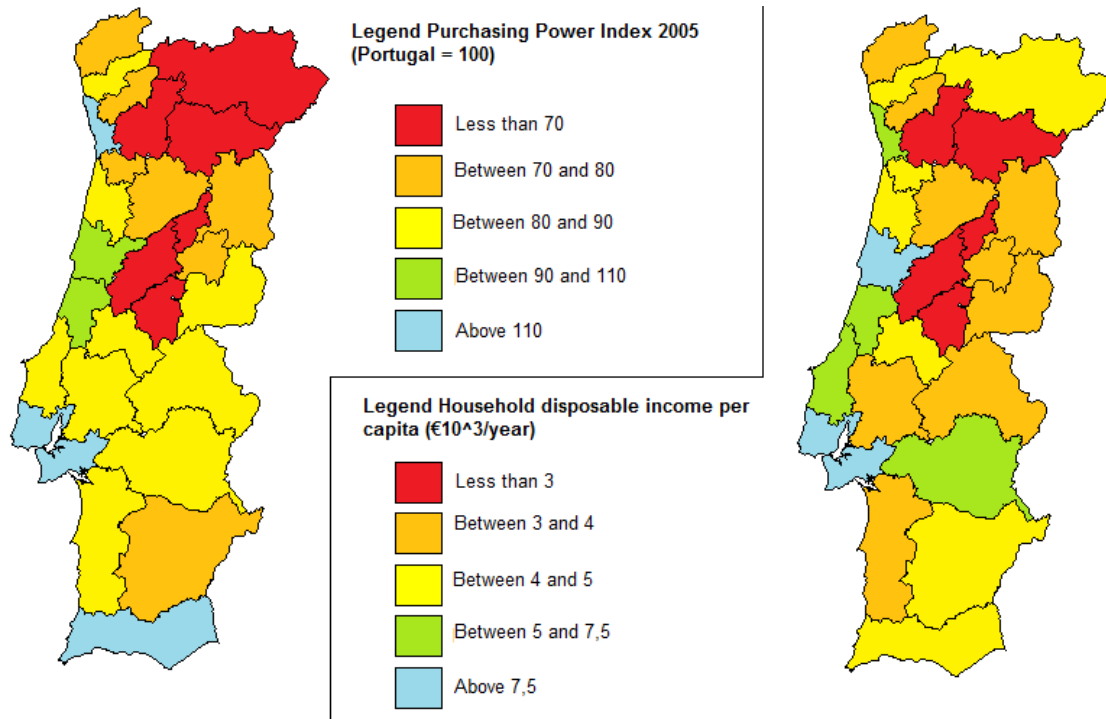 Legend Purchasing Power Index 2005
(Portugal = 100)
Less than 70
Between 70 and 80
Between 80 and 90
Between 90 and 110
Above 110
Legend Household disposable income per
capita (€10^3/year)
Less than 3
Between 3 and 4
Between 4 and 5
Between 5 and 7,5
Above 7,5